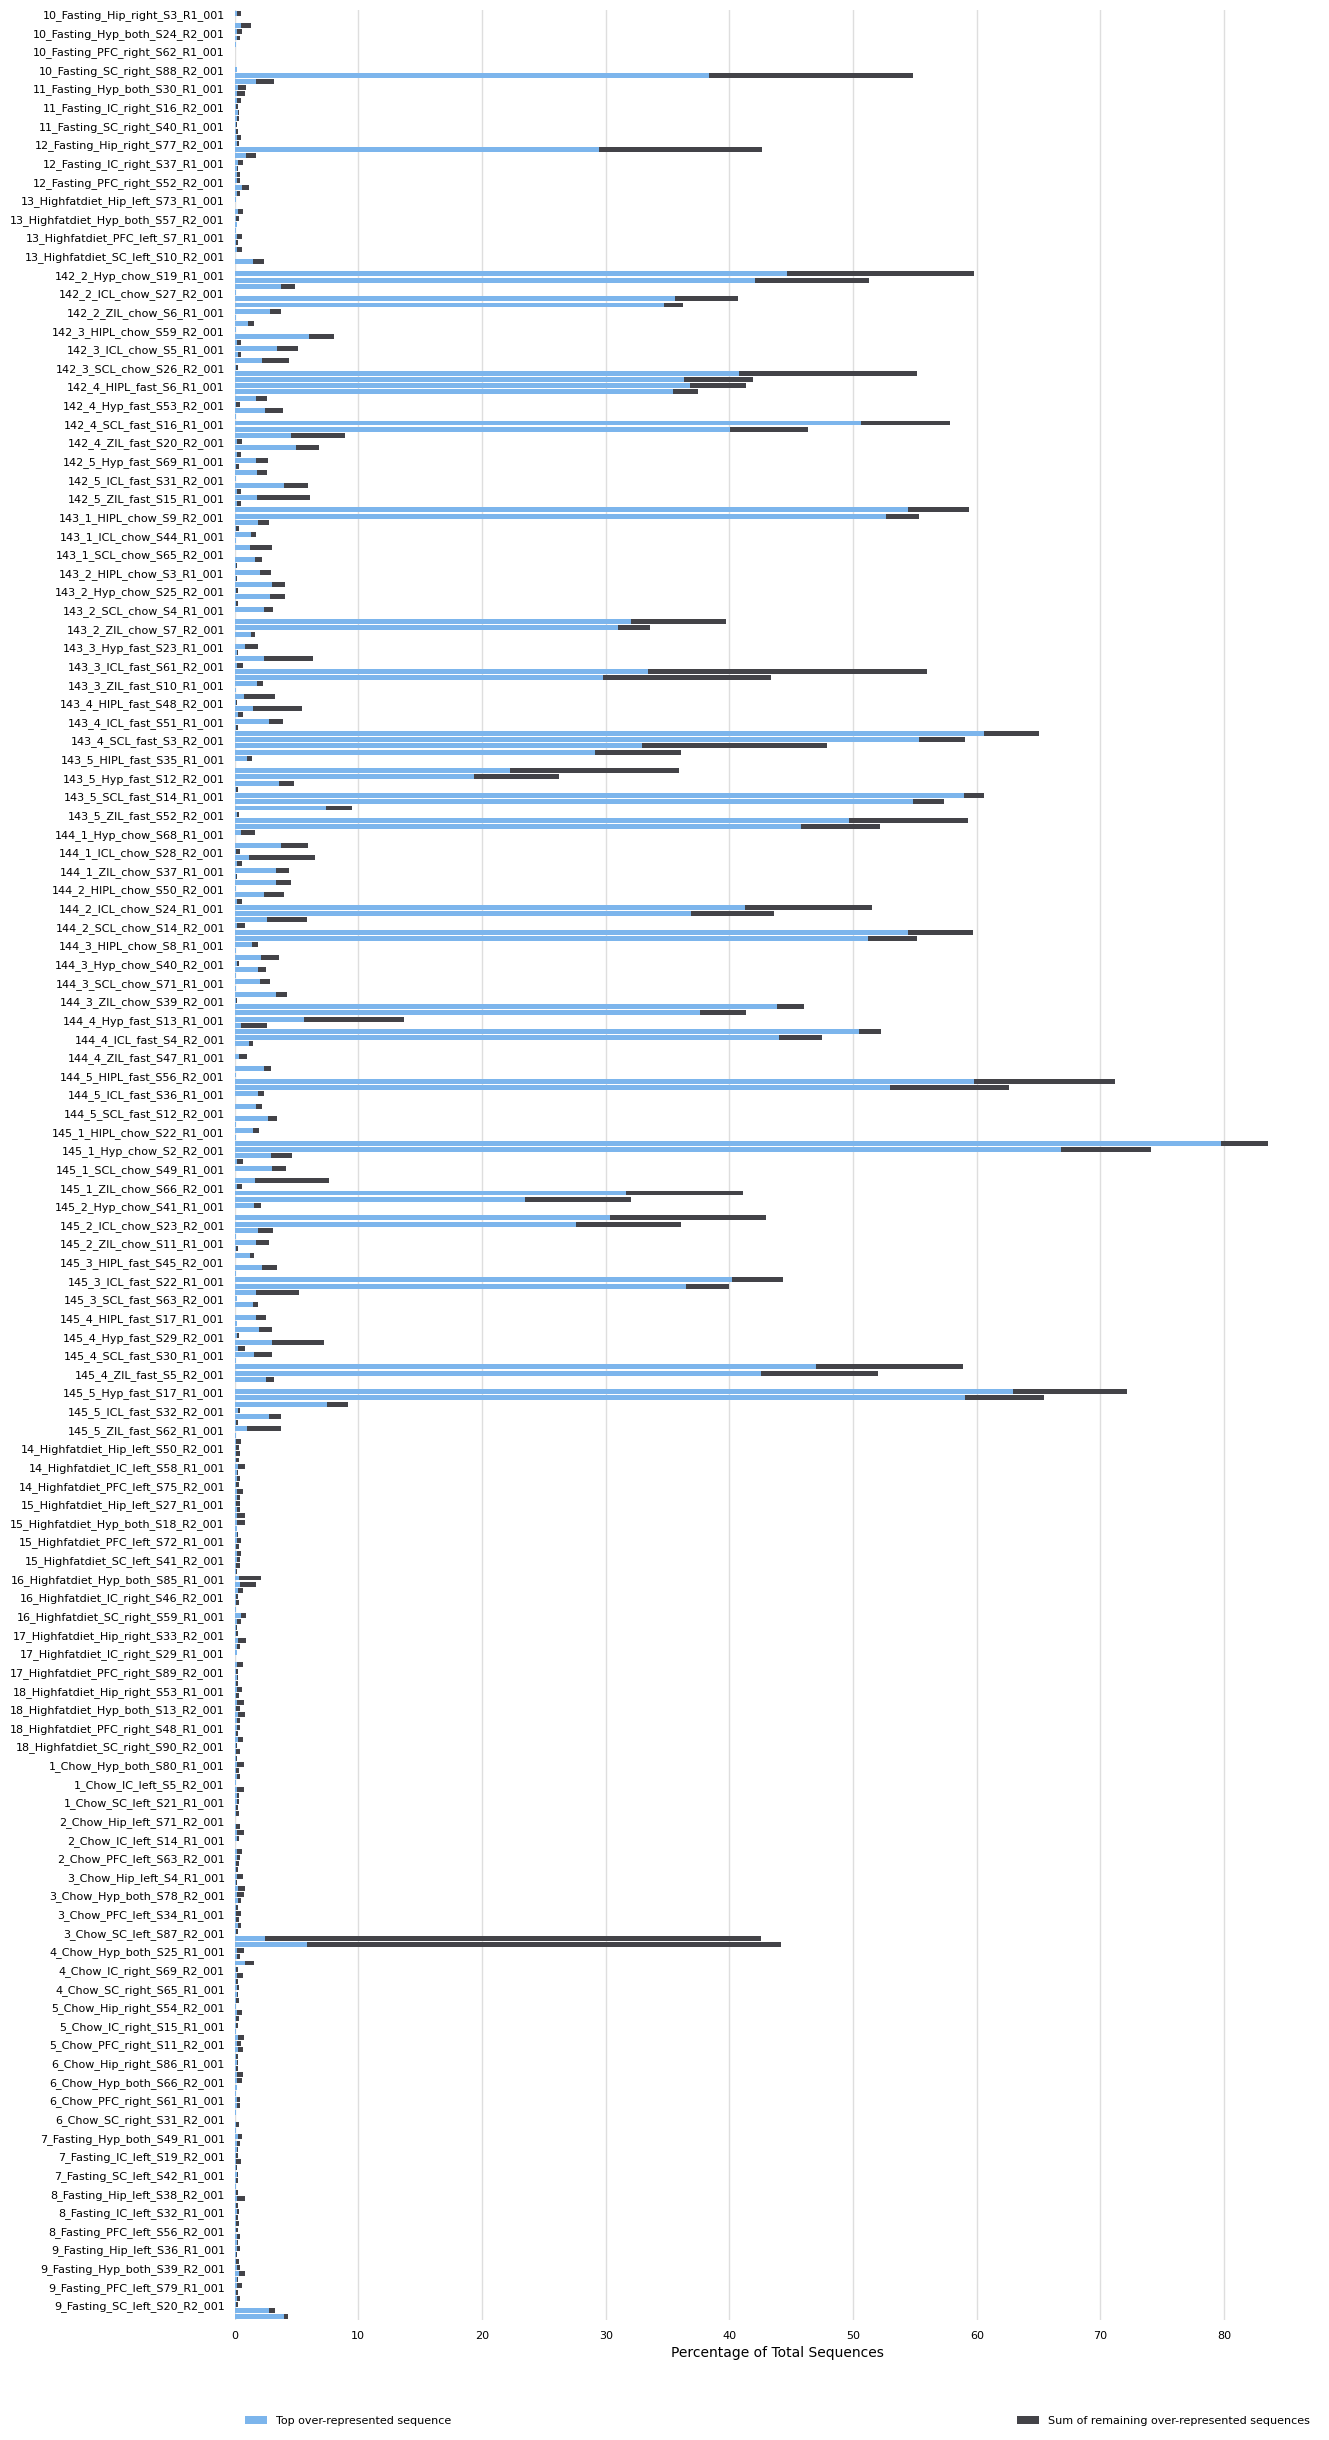 10_Fasting_Hip_right_S3_R1_001
10_Fasting_Hyp_both_S24_R2_001
10_Fasting_PFC_right_S62_R1_001
10_Fasting_SC_right_S88_R2_001
11_Fasting_Hyp_both_S30_R1_001
11_Fasting_IC_right_S16_R2_001
11_Fasting_SC_right_S40_R1_001
12_Fasting_Hip_right_S77_R2_001
12_Fasting_IC_right_S37_R1_001
12_Fasting_PFC_right_S52_R2_001
13_Highfatdiet_Hip_left_S73_R1_001
13_Highfatdiet_Hyp_both_S57_R2_001
13_Highfatdiet_PFC_left_S7_R1_001
13_Highfatdiet_SC_left_S10_R2_001
142_2_Hyp_chow_S19_R1_001
142_2_ICL_chow_S27_R2_001
142_2_ZIL_chow_S6_R1_001
142_3_HIPL_chow_S59_R2_001
142_3_ICL_chow_S5_R1_001
142_3_SCL_chow_S26_R2_001
142_4_HIPL_fast_S6_R1_001
142_4_Hyp_fast_S53_R2_001
142_4_SCL_fast_S16_R1_001
142_4_ZIL_fast_S20_R2_001
142_5_Hyp_fast_S69_R1_001
142_5_ICL_fast_S31_R2_001
142_5_ZIL_fast_S15_R1_001
143_1_HIPL_chow_S9_R2_001
143_1_ICL_chow_S44_R1_001
143_1_SCL_chow_S65_R2_001
143_2_HIPL_chow_S3_R1_001
143_2_Hyp_chow_S25_R2_001
143_2_SCL_chow_S4_R1_001
143_2_ZIL_chow_S7_R2_001
143_3_Hyp_fast_S23_R1_001
143_3_ICL_fast_S61_R2_001
143_3_ZIL_fast_S10_R1_001
143_4_HIPL_fast_S48_R2_001
143_4_ICL_fast_S51_R1_001
143_4_SCL_fast_S3_R2_001
143_5_HIPL_fast_S35_R1_001
143_5_Hyp_fast_S12_R2_001
143_5_SCL_fast_S14_R1_001
143_5_ZIL_fast_S52_R2_001
144_1_Hyp_chow_S68_R1_001
144_1_ICL_chow_S28_R2_001
144_1_ZIL_chow_S37_R1_001
144_2_HIPL_chow_S50_R2_001
144_2_ICL_chow_S24_R1_001
144_2_SCL_chow_S14_R2_001
144_3_HIPL_chow_S8_R1_001
144_3_Hyp_chow_S40_R2_001
144_3_SCL_chow_S71_R1_001
144_3_ZIL_chow_S39_R2_001
144_4_Hyp_fast_S13_R1_001
144_4_ICL_fast_S4_R2_001
144_4_ZIL_fast_S47_R1_001
144_5_HIPL_fast_S56_R2_001
144_5_ICL_fast_S36_R1_001
144_5_SCL_fast_S12_R2_001
145_1_HIPL_chow_S22_R1_001
145_1_Hyp_chow_S2_R2_001
145_1_SCL_chow_S49_R1_001
145_1_ZIL_chow_S66_R2_001
145_2_Hyp_chow_S41_R1_001
145_2_ICL_chow_S23_R2_001
145_2_ZIL_chow_S11_R1_001
145_3_HIPL_fast_S45_R2_001
145_3_ICL_fast_S22_R1_001
145_3_SCL_fast_S63_R2_001
145_4_HIPL_fast_S17_R1_001
145_4_Hyp_fast_S29_R2_001
145_4_SCL_fast_S30_R1_001
145_4_ZIL_fast_S5_R2_001
145_5_Hyp_fast_S17_R1_001
145_5_ICL_fast_S32_R2_001
145_5_ZIL_fast_S62_R1_001
14_Highfatdiet_Hip_left_S50_R2_001
14_Highfatdiet_IC_left_S58_R1_001
14_Highfatdiet_PFC_left_S75_R2_001
15_Highfatdiet_Hip_left_S27_R1_001
15_Highfatdiet_Hyp_both_S18_R2_001
15_Highfatdiet_PFC_left_S72_R1_001
15_Highfatdiet_SC_left_S41_R2_001
16_Highfatdiet_Hyp_both_S85_R1_001
16_Highfatdiet_IC_right_S46_R2_001
16_Highfatdiet_SC_right_S59_R1_001
17_Highfatdiet_Hip_right_S33_R2_001
17_Highfatdiet_IC_right_S29_R1_001
17_Highfatdiet_PFC_right_S89_R2_001
18_Highfatdiet_Hip_right_S53_R1_001
18_Highfatdiet_Hyp_both_S13_R2_001
18_Highfatdiet_PFC_right_S48_R1_001
18_Highfatdiet_SC_right_S90_R2_001
1_Chow_Hyp_both_S80_R1_001
1_Chow_IC_left_S5_R2_001
1_Chow_SC_left_S21_R1_001
2_Chow_Hip_left_S71_R2_001
2_Chow_IC_left_S14_R1_001
2_Chow_PFC_left_S63_R2_001
3_Chow_Hip_left_S4_R1_001
3_Chow_Hyp_both_S78_R2_001
3_Chow_PFC_left_S34_R1_001
3_Chow_SC_left_S87_R2_001
4_Chow_Hyp_both_S25_R1_001
4_Chow_IC_right_S69_R2_001
4_Chow_SC_right_S65_R1_001
5_Chow_Hip_right_S54_R2_001
5_Chow_IC_right_S15_R1_001
5_Chow_PFC_right_S11_R2_001
6_Chow_Hip_right_S86_R1_001
6_Chow_Hyp_both_S66_R2_001
6_Chow_PFC_right_S61_R1_001
6_Chow_SC_right_S31_R2_001
7_Fasting_Hyp_both_S49_R1_001
7_Fasting_IC_left_S19_R2_001
7_Fasting_SC_left_S42_R1_001
8_Fasting_Hip_left_S38_R2_001
8_Fasting_IC_left_S32_R1_001
8_Fasting_PFC_left_S56_R2_001
9_Fasting_Hip_left_S36_R1_001
9_Fasting_Hyp_both_S39_R2_001
9_Fasting_PFC_left_S79_R1_001
9_Fasting_SC_left_S20_R2_001
0 10 20 30 40 50 60 70 80
Percentage of Total Sequences
Top over-represented sequence
Sum of remaining over-represented sequences